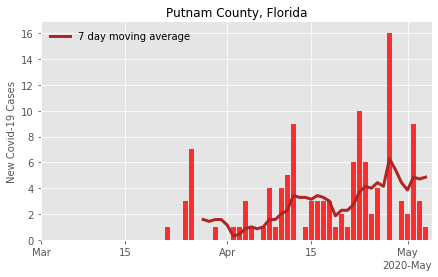 Putnam County, Florida
7 day moving average
New Covid-19 Cases
16
14
12
10
8
6
4
2
0
Mar 15 Apr 15 May
2020-May